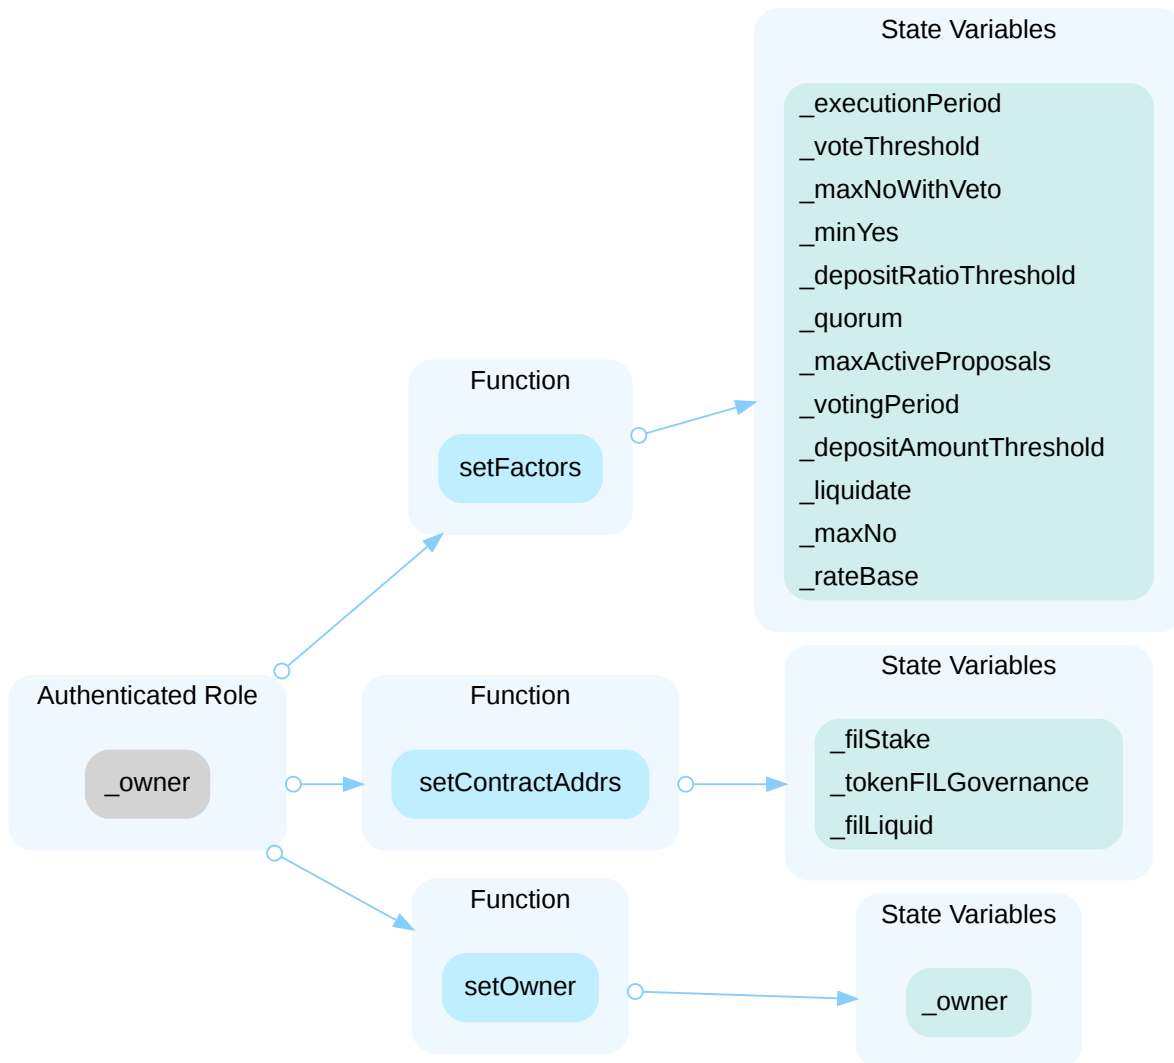 State Variables
_executionPeriod
_voteThreshold
_maxNoWithVeto
_minYes
_depositRatioThreshold
_quorum
_maxActiveProposals
_votingPeriod
_depositAmountThreshold
_liquidate
_maxNo
_rateBase
Function
setFactors
Authenticated Role
_owner
Function
setContractAddrs
State Variables
_filStake
_tokenFILGovernance
_filLiquid
Function
setOwner
State Variables
_owner